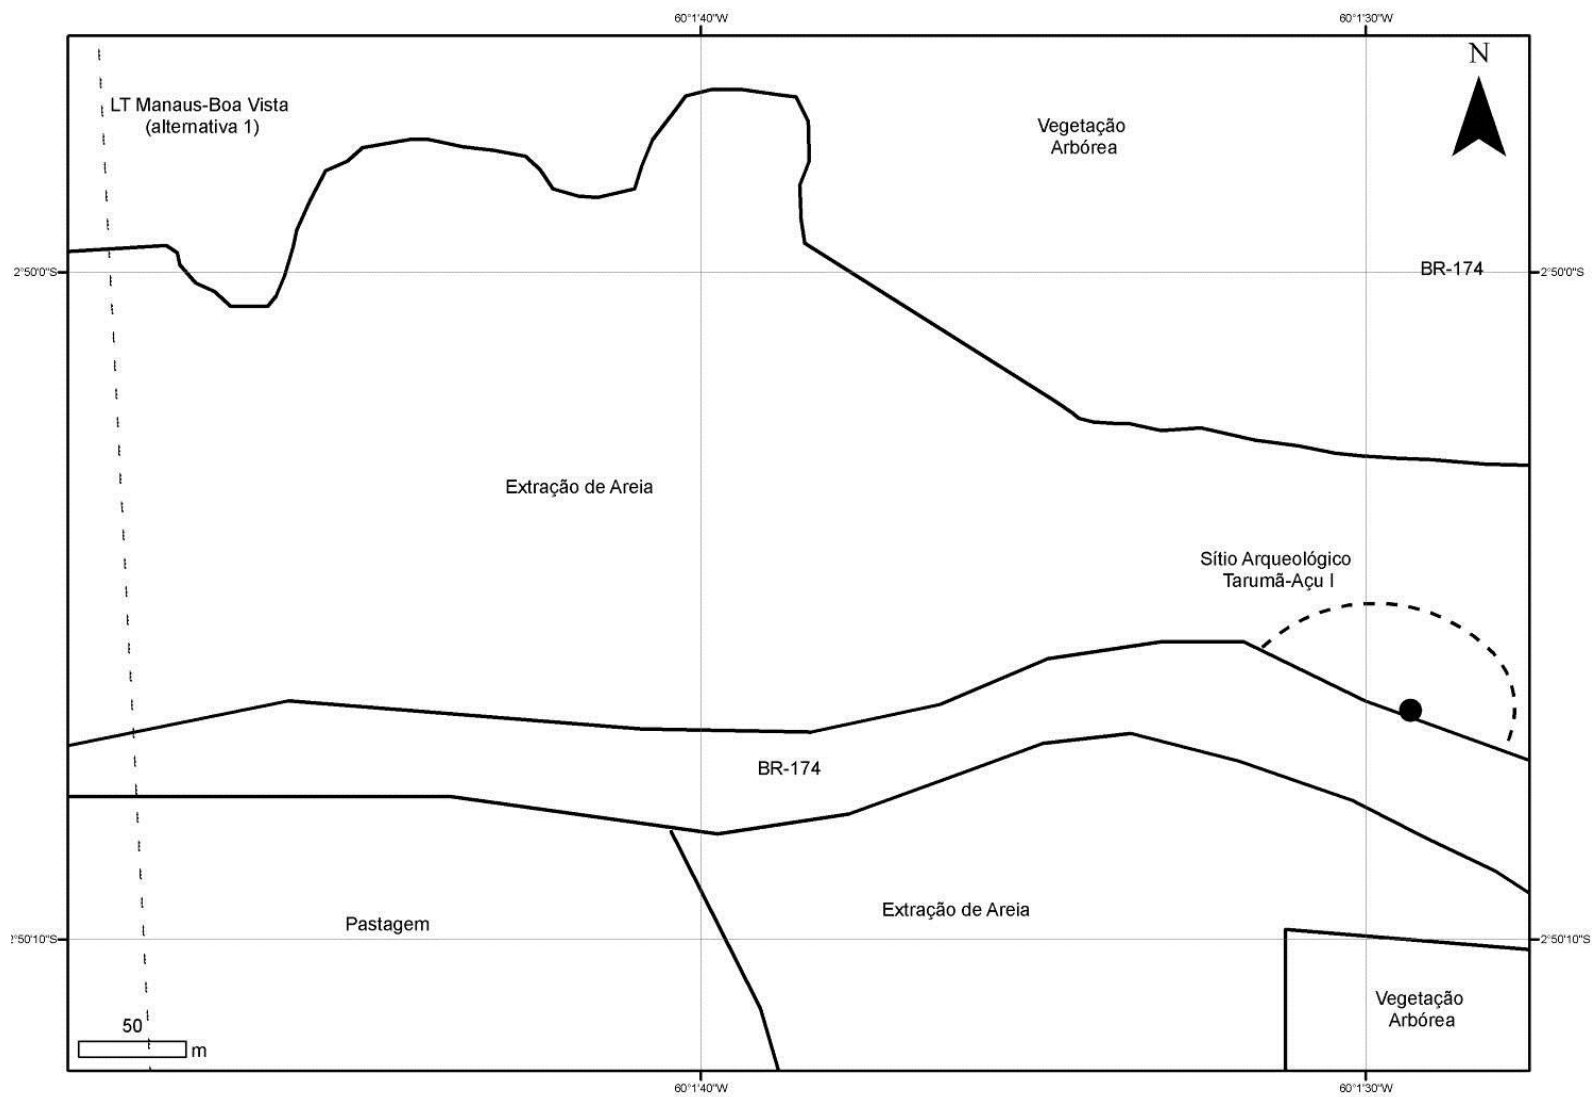 60°1'40"W
60°1'30"W
N
LT Manaus-Boa Vista
(alternativa 1)
Vegetação
Arbórea
BR-174
2°50'0"S
2°50'0"S
Extração de Areia
Sítio Arqueológico
Tarumã-Açu I
BR-174
Extração de Areia
Pastagem
2°50'10"S
°50'10"S
Vegetação
Arbórea
50
m
60°1'40"W
60°1'30"W